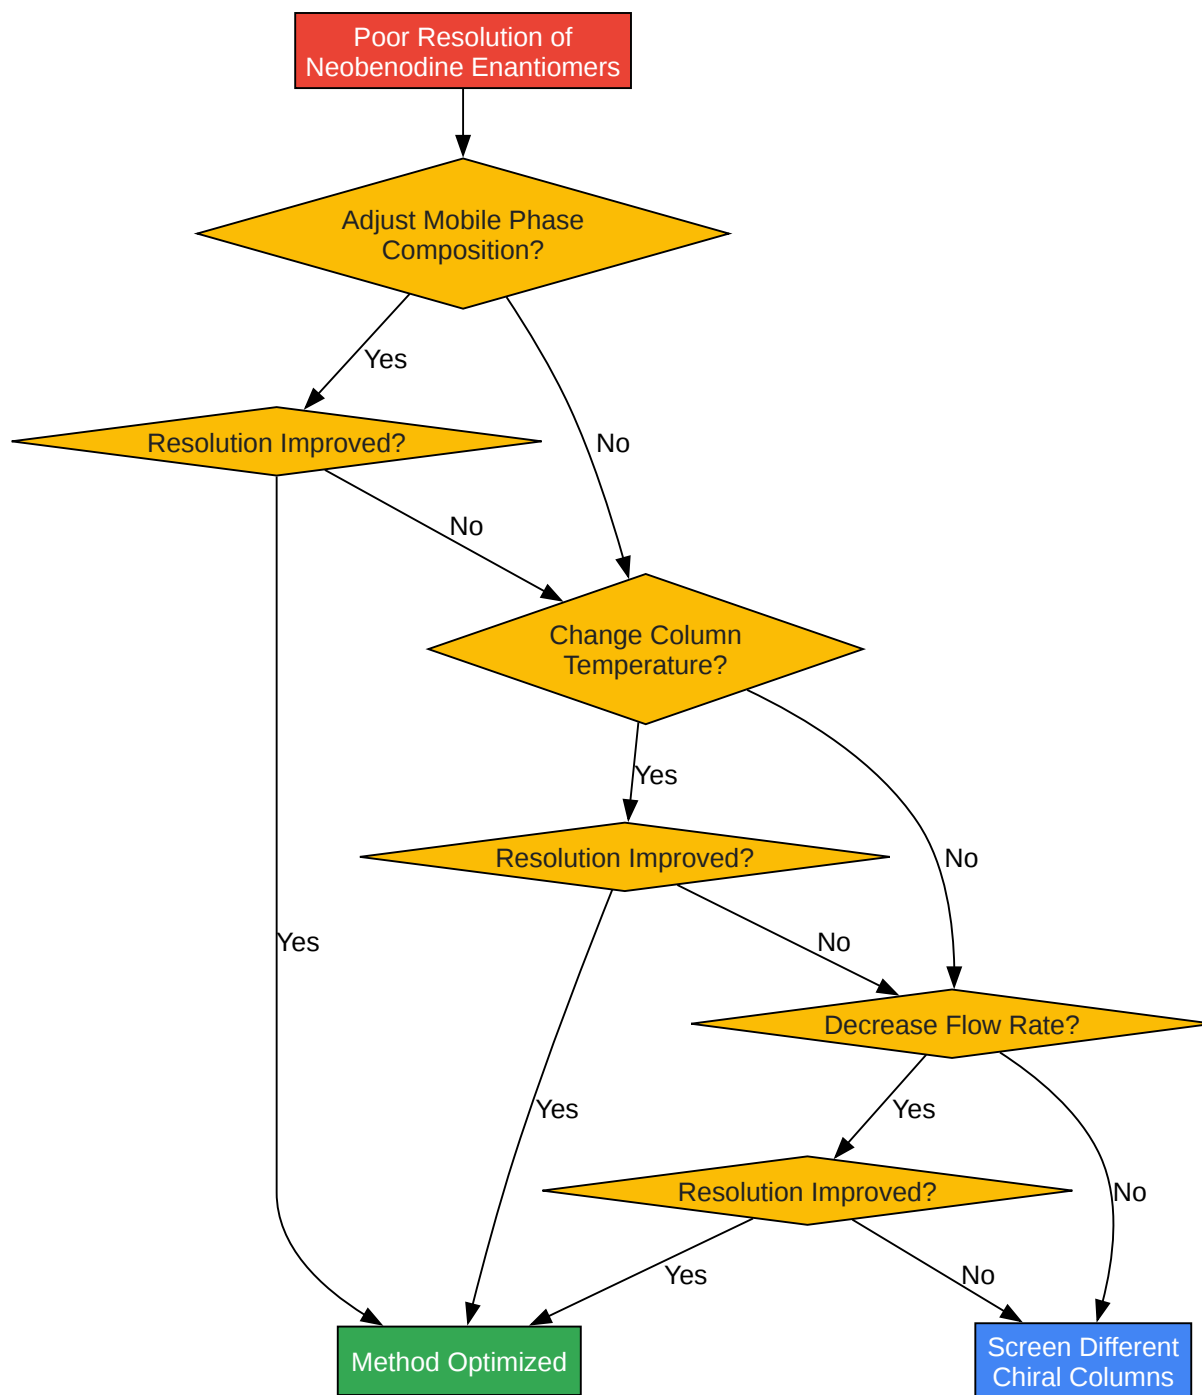 Poor Resolution of
Neobenodine Enantiomers
Adjust Mobile Phase
Composition?
Yes
No
Resolution Improved?
No
Change Column
Temperature?
Yes
No
Resolution Improved?
Yes
No
Decrease Flow Rate?
Yes
Yes
No
Resolution Improved?
Yes
No
Method Optimized
Screen Different
Chiral Columns